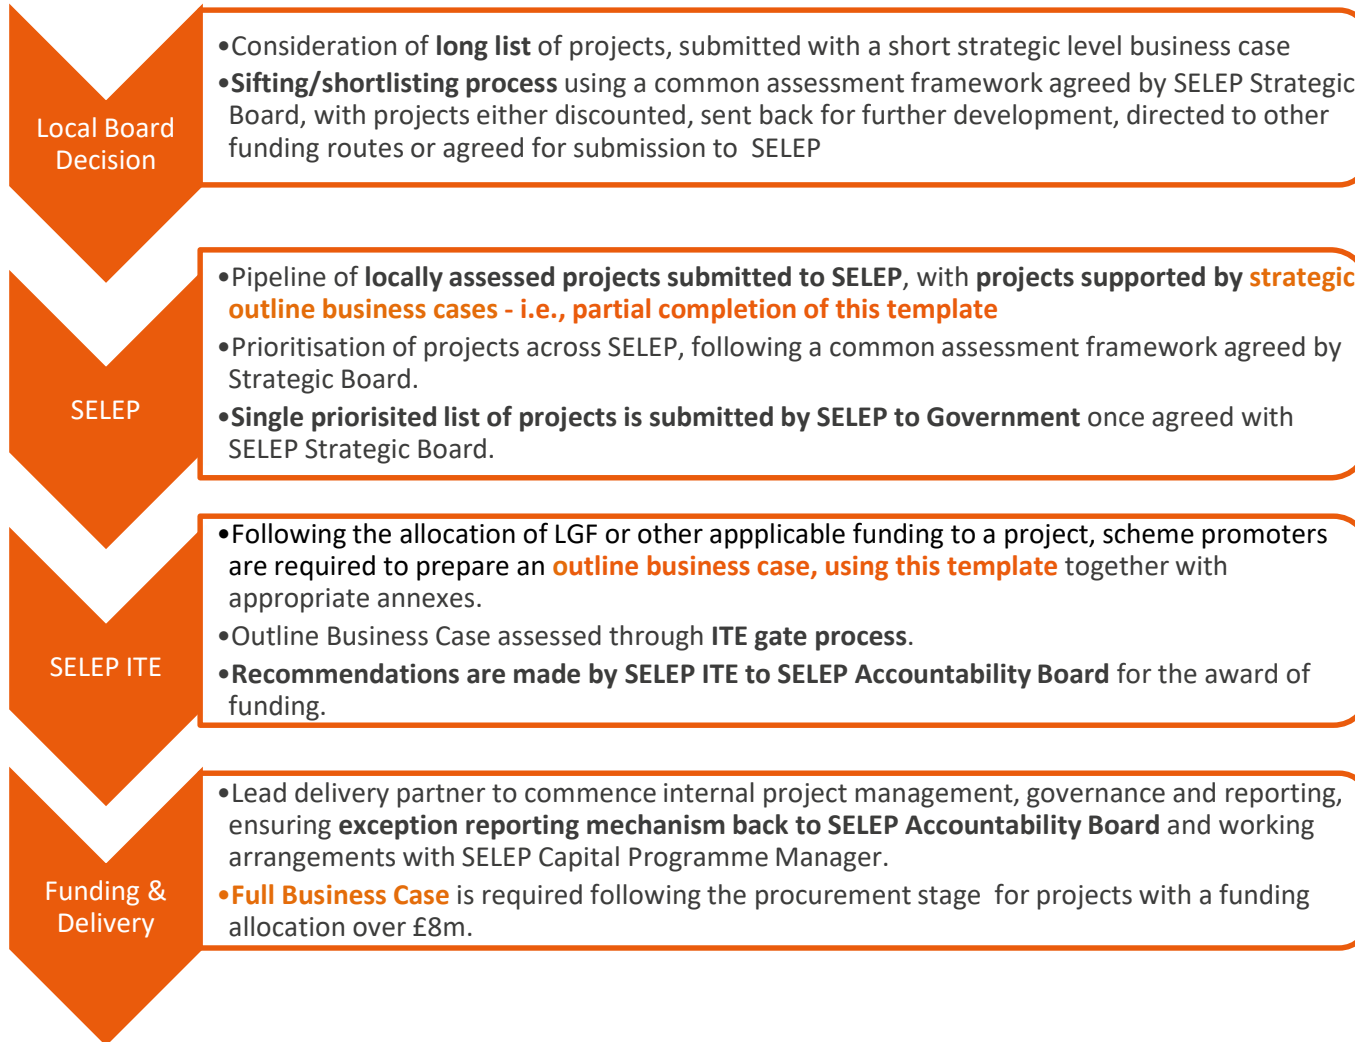 Local Board
Decision
•Consideration of long list of projects, submitted with a short strategic level business case
•Sifting/shortlisting process using a common assessment framework agreed by SELEP Strategic
Board, with projects either discounted, sent back for further development, directed to other
funding routes or agreed for submission to SELEP
SELEP
•Pipeline of locally assessed projects submitted to SELEP, with projects supported by strategic
outline business cases - i.e., partial completion of this template
•Prioritisation of projects across SELEP, following a common assessment framework agreed by
Strategic Board.
•Single priorisited list of projects is submitted by SELEP to Government once agreed with
SELEP Strategic Board.
SELEP ITE
•Following the allocation of LGF or other appplicable funding to a project, scheme promoters
are required to prepare an outline business case, using this template together with
appropriate annexes.
•Outline Business Case assessed through ITE gate process.
•Recommendations are made by SELEP ITE to SELEP Accountability Board for the award of
funding.
Funding &
Delivery
•Lead delivery partner to commence internal project management, governance and reporting,
ensuring exception reporting mechanism back to SELEP Accountability Board and working
arrangements with SELEP Capital Programme Manager.
•Full Business Case is required following the procurement stage for projects with a funding
allocation over £8m.